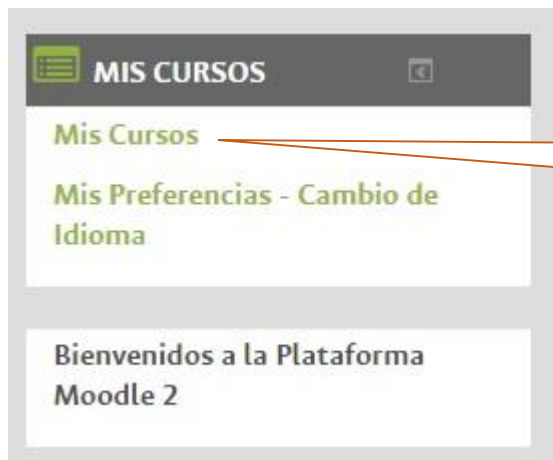 MIS CURSOS
Mis Cursos
Mis Preferencias - Cambio de
Idioma
Bienvenidos a la Plataforma
Moodle 2